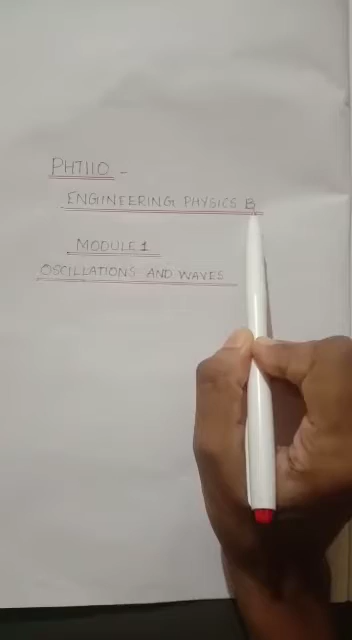 PHT110 -
ENGINEERING PHYSICS B
MODULE 1
OSCILLATIONS AND WAVES